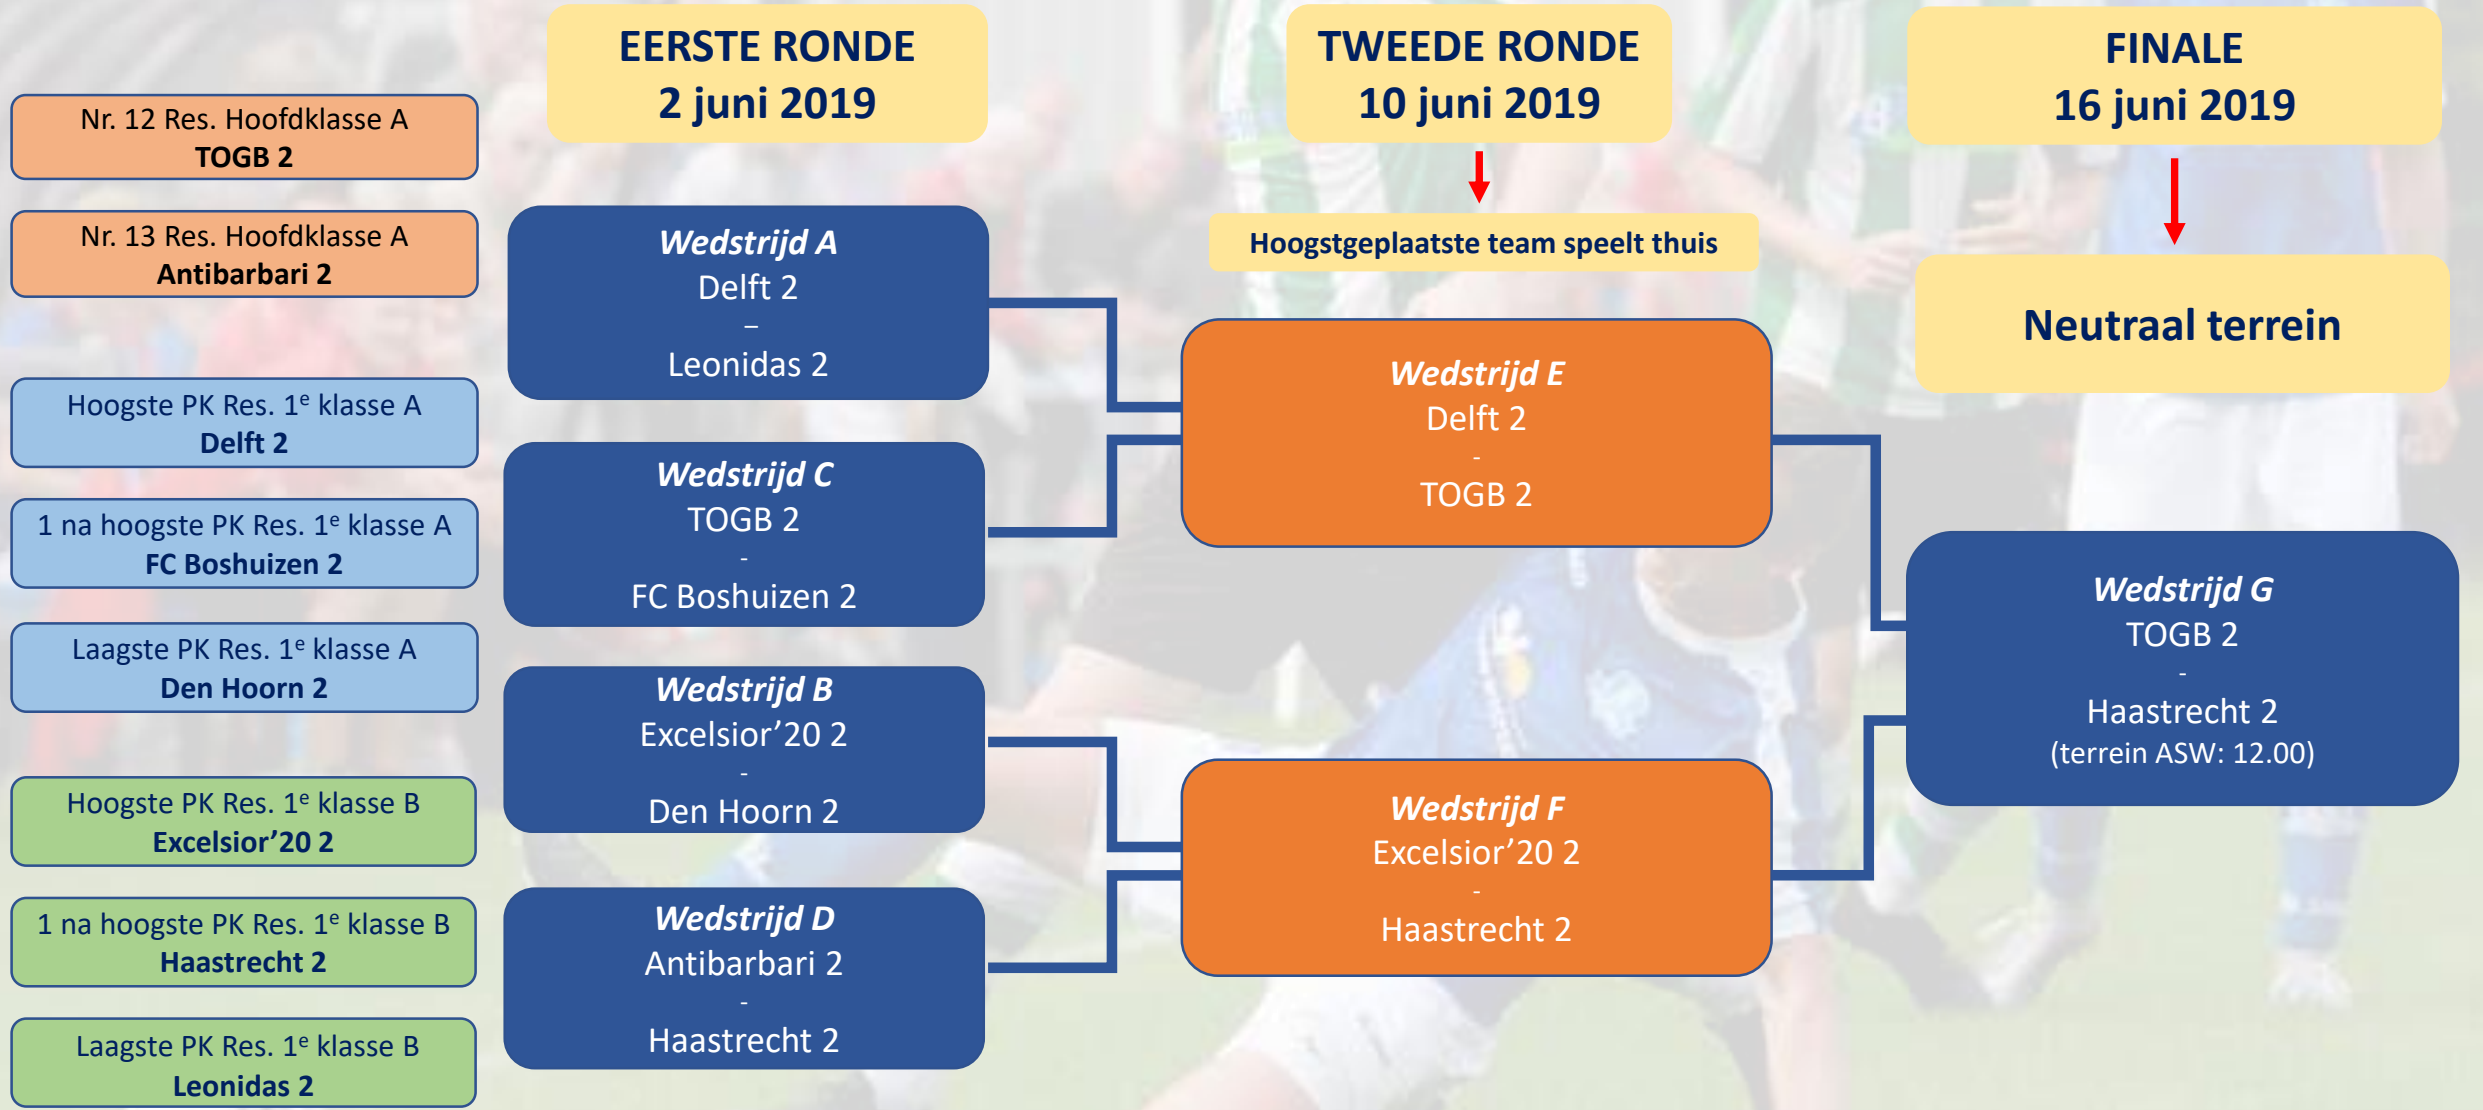 EERSTE RONDE
2 juni 2019
TWEEDE RONDE
10 juni 2019
FINALE
16 juni 2019
Nr. 12 Res. Hoofdklasse A
TOGB 2
Nr. 13 Res. Hoofdklasse A
Antibarbari 2
Hoogste PK Res. 1e klasse A
Delft 2
1 na hoogste PK Res. 1e klasse A
FC Boshuizen 2
Laagste PK Res. 1e klasse A
Den Hoorn 2
Hoogste PK Res. 1e klasse B
Excelsior’20 2
1 na hoogste PK Res. 1e klasse B
Haastrecht 2
Laagste PK Res. 1e klasse B
Leonidas 2
Wedstrijd A
Delft 2
–
Leonidas 2
Wedstrijd C
TOGB 2
-
FC Boshuizen 2
Wedstrijd B
Excelsior’20 2
-
Den Hoorn 2
Wedstrijd D
Antibarbari 2
-
Haastrecht 2
Hoogstgeplaatste team speelt thuis
Wedstrijd E
Delft 2
-
TOGB 2
Wedstrijd F
Excelsior’20 2
-
Haastrecht 2
Neutraal terrein
Wedstrijd G
TOGB 2
-
Haastrecht 2
(terrein ASW: 12.00)